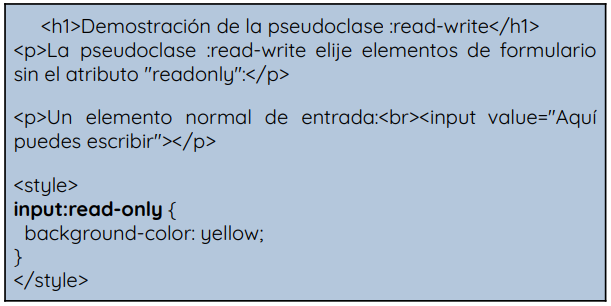 <h1>Demostración de la pseudoclase :read-write</h1>
<p>La pseudoclase :read-write elije elementos de formulario
sin el atributo "readonly":</p>
<p>Un elemento normal de entrada:<br><input value="Aquí
puedes escribir"></p>
<style>
input:read-only {
background-color: yellow;
}
</style>